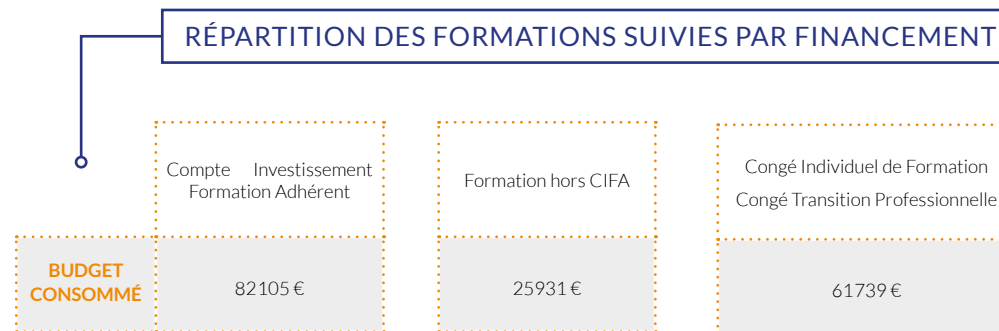 RÉPARTITION DES FORMATIONS SUIVIES PAR FINANCEMENT
Compte Investissement
Formation Adhérent
Formation hors CIFA
Congé Individuel de Formation
Congé Transition Professionnelle
BUDGET
CONSOMMÉ
82105 €
25931 €
61739 €